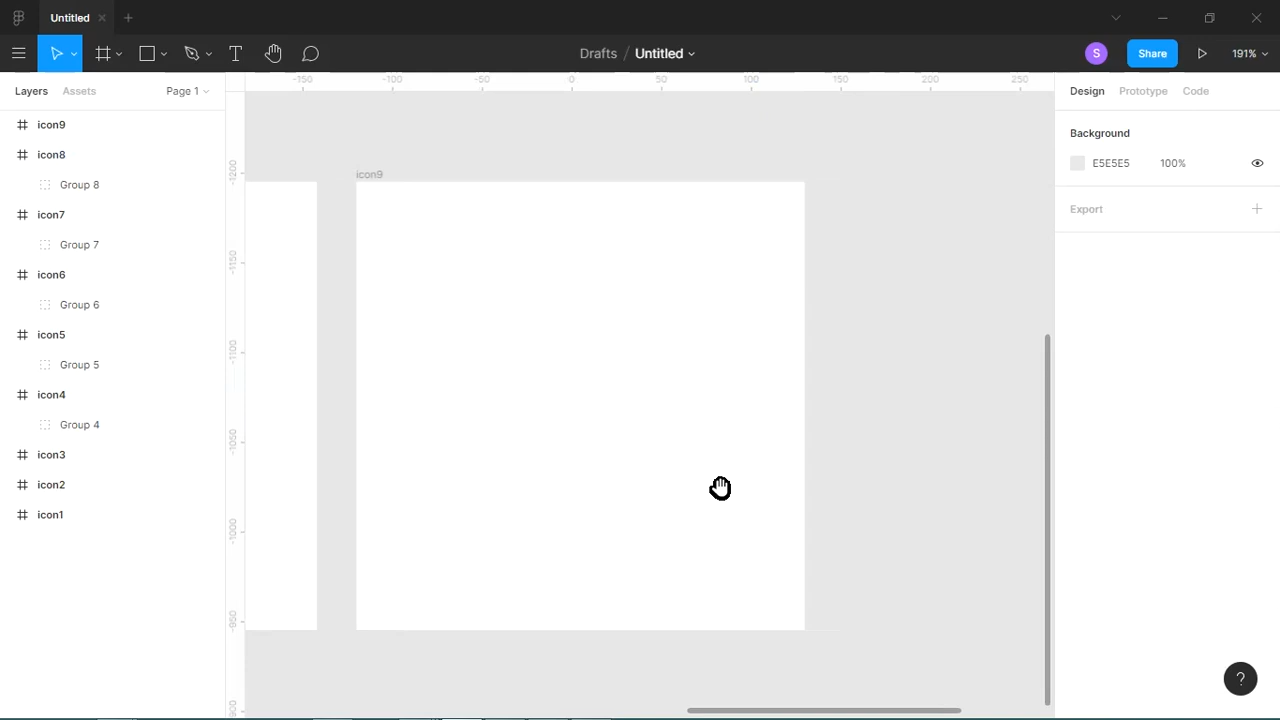 Untitled
Drafts / Untitled
S
Share
191%
Layers
Assets
Page 1
-150
-100
-50
0
50
100
150
200
250
Design
Prototype
Code
icon9
icon8
Group 8
icon7
Group 7
icon6
Group 6
icon5
Group 5
icon4
Group 4
icon3
icon2
icon1
-1200
-1150
-1100
-1050
-1000
-950
-900
icon9
Background
E5E5E5
100%
Export
?